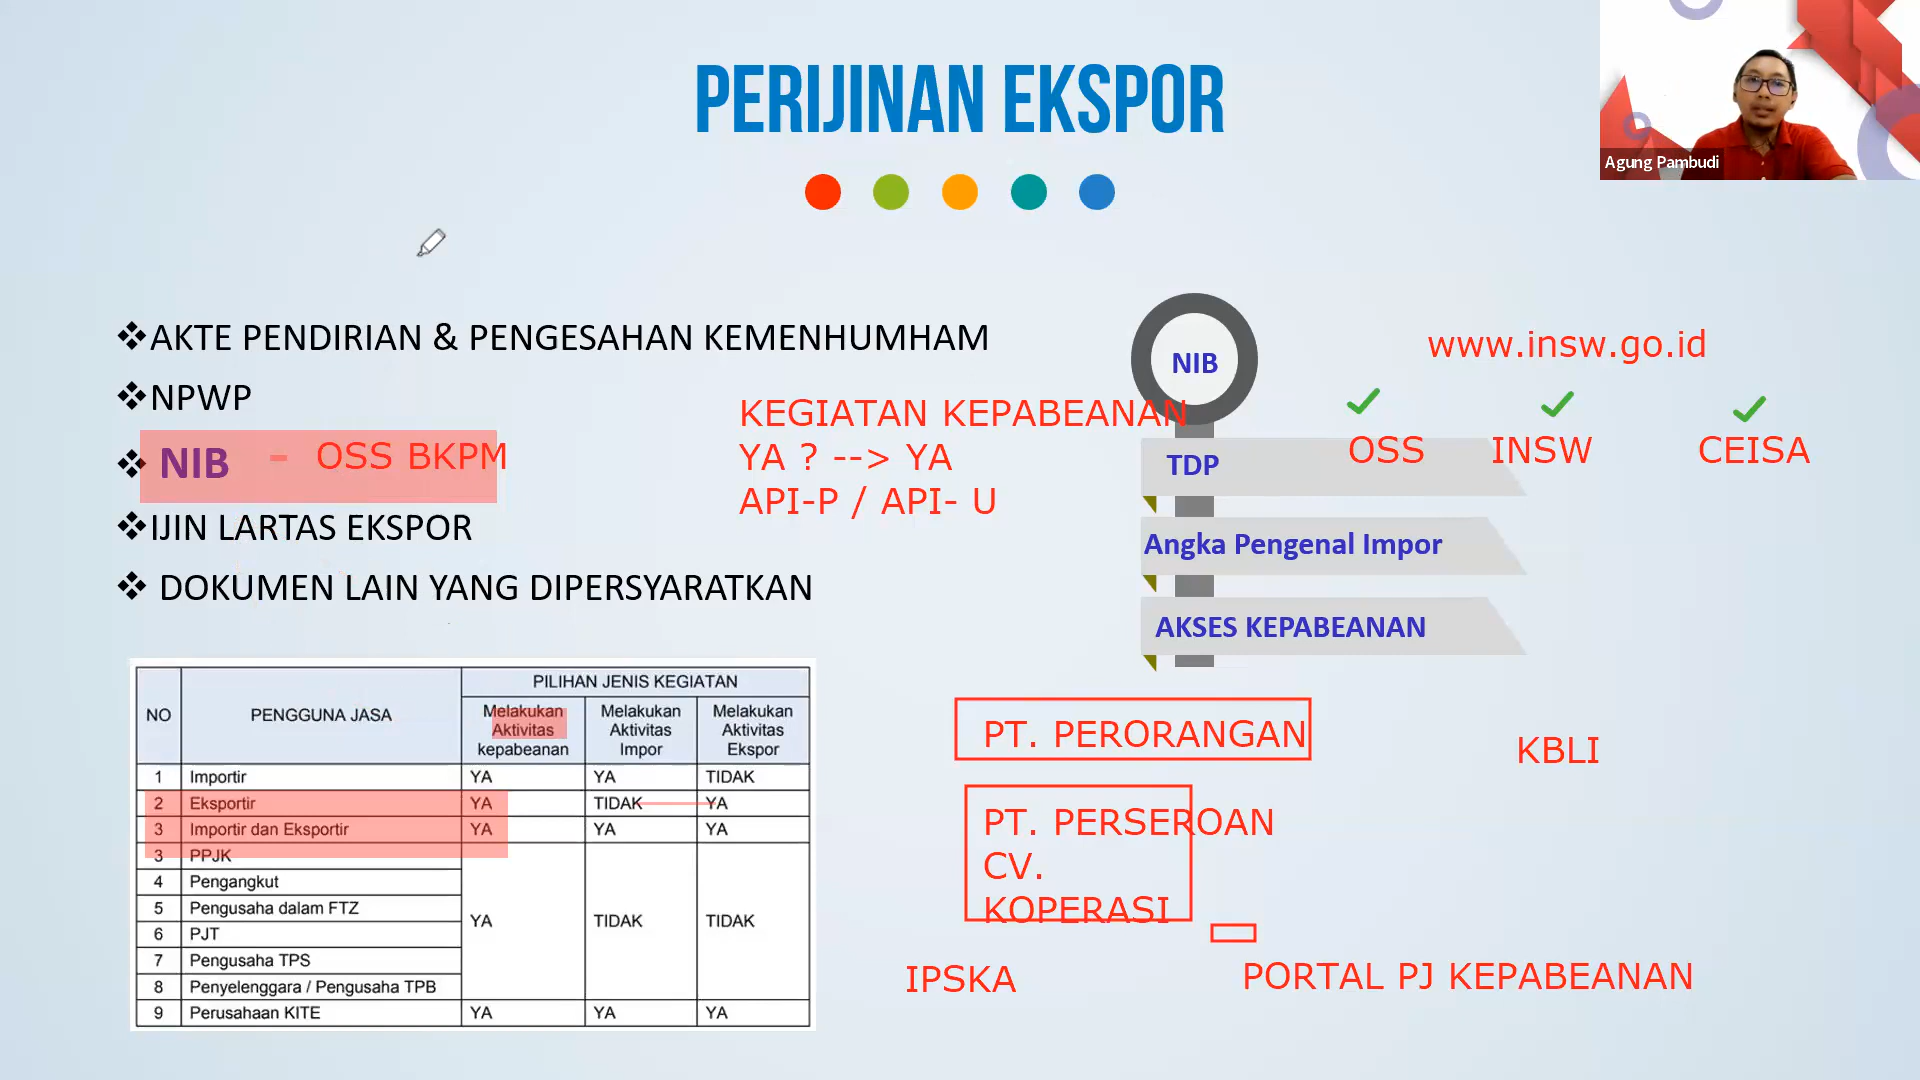 PERIJINAN EKSPOR
Agung Pambudi
AKTE PENDIRIAN & PENGESAHAN KEMENHUMHAM
NPWP
NIB - OSS BKPM
IJIN LARTAS EKSPOR
DOKUMEN LAIN YANG DIPERSYARATKAN
KEGIATAN KEPABEANAN
YA ? --> YA
API-P / API- U
NIB
TDP
Angka Pengenal Impor
AKSES KEPABEANAN
www.insw.go.id
OSS INSW CEISA
NO PENGGUNA JASA PILIHAN JENIS KEGIATAN
Melakukan Aktivitas kepabeanan Melakukan Aktivitas Impor Melakukan Aktivitas Ekspor
1 Importir YA YA TIDAK
2 Eksportir YA TIDAK YA
3 Importir dan Eksportir YA YA YA
3 PPJK
4 Pengangkut
5 Pengusaha dalam FTZ YA TIDAK TIDAK
6 PJT
7 Pengusaha TPS
8 Penyelenggara / Pengusaha TPB
9 Perusahaan KITE YA YA YA
PT. PERORANGAN
KBLI
PT. PERSEROAN
CV.
KOPERASI
IPSKA
PORTAL PJ KEPABEANAN